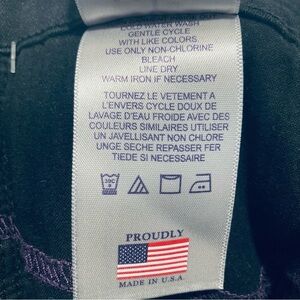 COLD WATER WASH
GENTLE CYCLE
WITH LIKE COLORS
USE ONLY NON-CHLORINE
BLEACH
LINE DRY
WARM IRON IF NECESSARY
TOURNEZ LE VETEMENT A
L'ENVERS CYCLE DOUX DE
LAVAGE D'EAU FROIDE AVEC DES
COULEURS SIMILAIRES UTILISER
UN JAVELLISANT NON CHLORE
UNGE SECHE REPASSER FER
TIEDE SI NECESSAIRE
PROUDLY
MADE IN U.S.A.